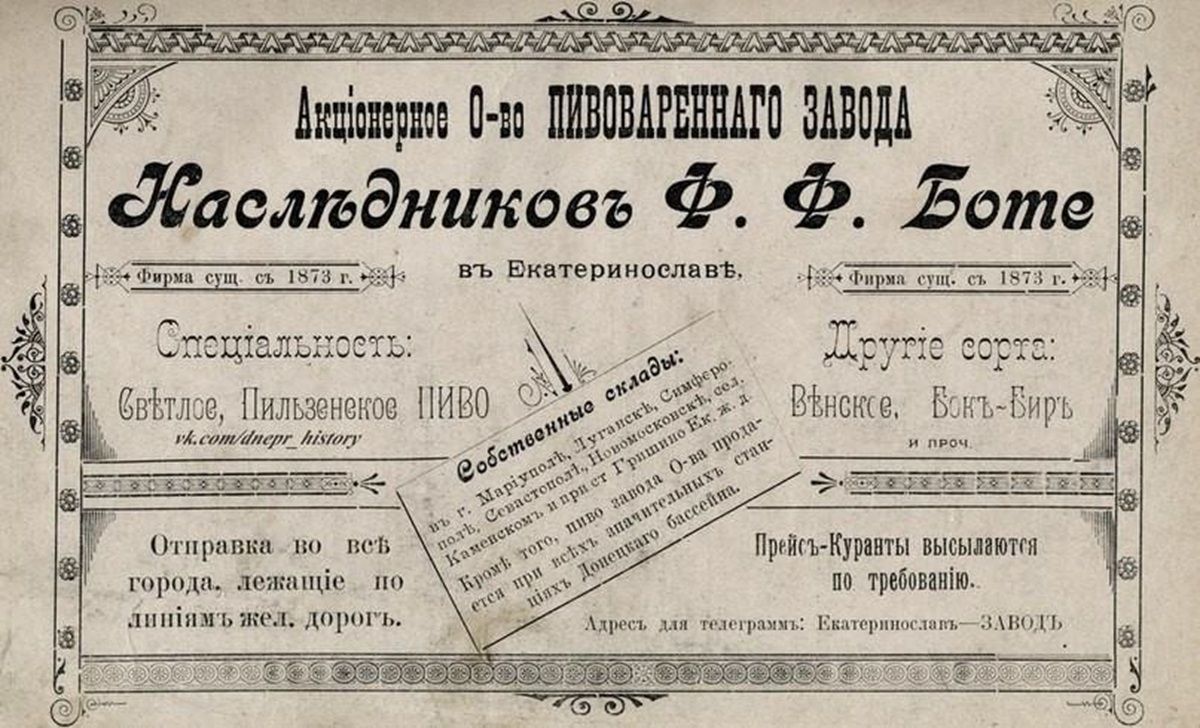 Акціонерное О-во ПИВОВАРЕННАГО ЗАВОДА
Наслѣдниковъ Ф. Ф. Боте
въ Екатеринославѣ,
Фирма сущ. съ 1873 г.
Фирма сущ. съ 1873 г.
Спеціальность:
Свѣтлое, Пильзенское ПИВО
vk.com/dnepr_history
Другіе сорта:
Вѣнское, Бокъ-Биръ
и проч.
Собственные склады:
въ г. Маріуполѣ, Луганскѣ, Симферо-
полѣ, Севастополѣ, Новомосковскѣ, сел.
Каменскомъ и при ст Гришино Ек. ж. д.
Кромѣ того, пиво завода О-ва прода-
ется при всѣхъ значительныхъ стан-
ціяхъ Донецкаго бассейна.
Отправка во всѣ
города, лежащіе по
линіямъ жел. дорогъ.
Прейсъ-Куранты высылаются
по требованію.
Адресъ для телеграммъ: Екатеринославъ—ЗАВОДЪ